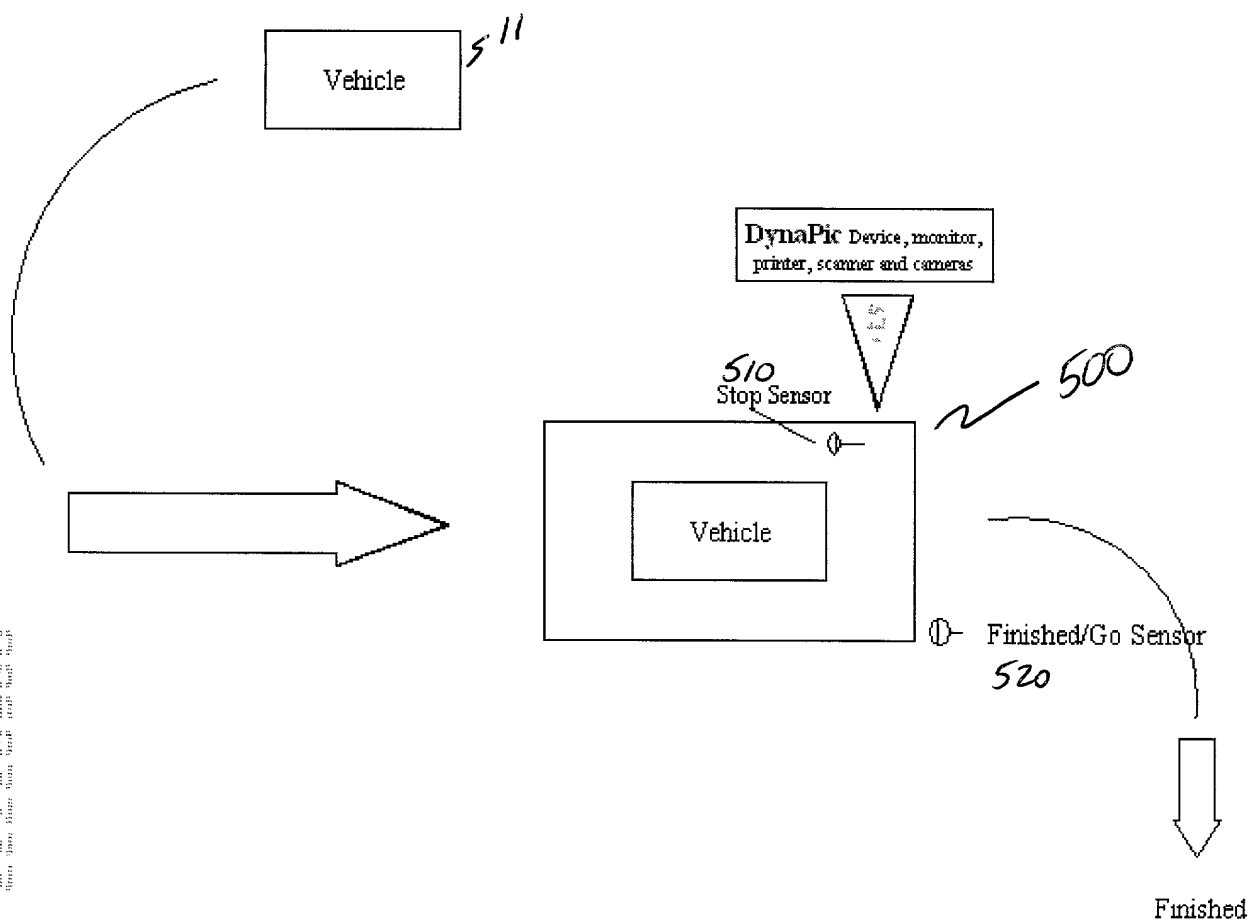 511
Vehicle
DynaPic Device, monitor,
printer, scanner and cameras
510
Stop Sensor
500
Vehicle
Finished/Go Sensor
520
Finished